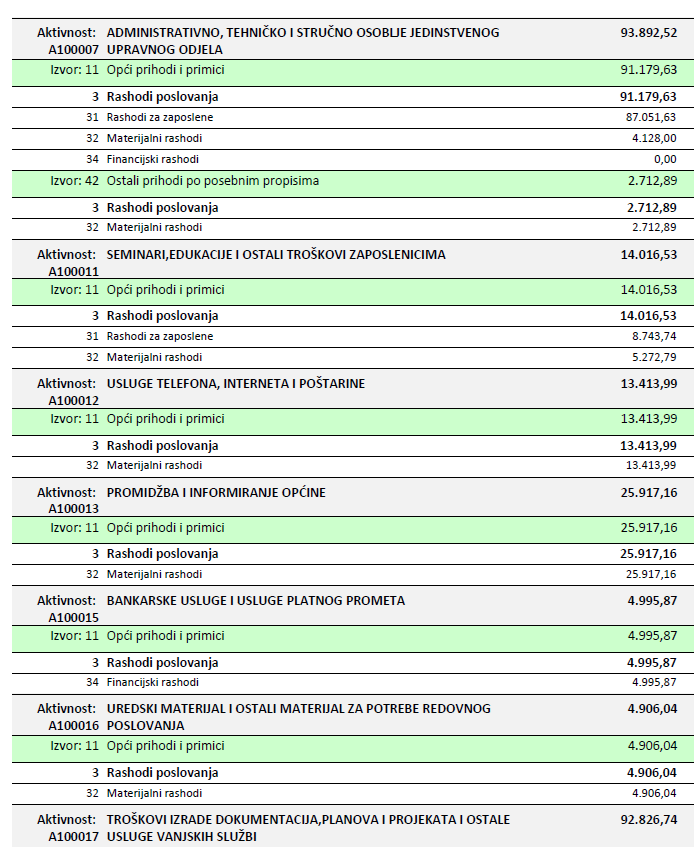 Aktivnost: ADMINISTRATIVNO, TEHNIČKO I STRUČNO OSOBLJE JEDINSTVENOG 93.892,52
A100007 UPRAVNOG ODJELA
Izvor: 11 Opći prihodi i primici 91.179,63
3 Rashodi poslovanja 91.179,63
31 Rashodi za zaposlene 87.051,63
32 Materijalni rashodi 4.128,00
34 Financijski rashodi 0,00
Izvor: 42 Ostali prihodi po posebnim propisima 2.712,89
3 Rashodi poslovanja 2.712,89
32 Materijalni rashodi 2.712,89
Aktivnost: SEMINARI,EDUKACIJE I OSTALI TROŠKOVI ZAPOSLENICIMA 14.016,53
A100011
Izvor: 11 Opći prihodi i primici 14.016,53
3 Rashodi poslovanja 14.016,53
31 Rashodi za zaposlene 8.743,74
32 Materijalni rashodi 5.272,79
Aktivnost: USLUGE TELEFONA, INTERNETA I POŠTARINE 13.413,99
A100012
Izvor: 11 Opći prihodi i primici 13.413,99
3 Rashodi poslovanja 13.413,99
32 Materijalni rashodi 13.413,99
Aktivnost: PROMIDŽBA I INFORMIRANJE OPĆINE 25.917,16
A100013
Izvor: 11 Opći prihodi i primici 25.917,16
3 Rashodi poslovanja 25.917,16
32 Materijalni rashodi 25.917,16
Aktivnost: BANKARSKE USLUGE I USLUGE PLATNOG PROMETA 4.995,87
A100015
Izvor: 11 Opći prihodi i primici 4.995,87
3 Rashodi poslovanja 4.995,87
34 Financijski rashodi 4.995,87
Aktivnost: UREDSKI MATERIJAL I OSTALI MATERIJAL ZA POTREBE REDOVNOG 4.906,04
A100016 POSLOVANJA
Izvor: 11 Opći prihodi i primici 4.906,04
3 Rashodi poslovanja 4.906,04
32 Materijalni rashodi 4.906,04
Aktivnost: TROŠKOVI IZRADE DOKUMENTACIJA,PLANOVA I PROJEKATA I OSTALE 92.826,74
A100017 USLUGE VANJSKIH SLUŽBI